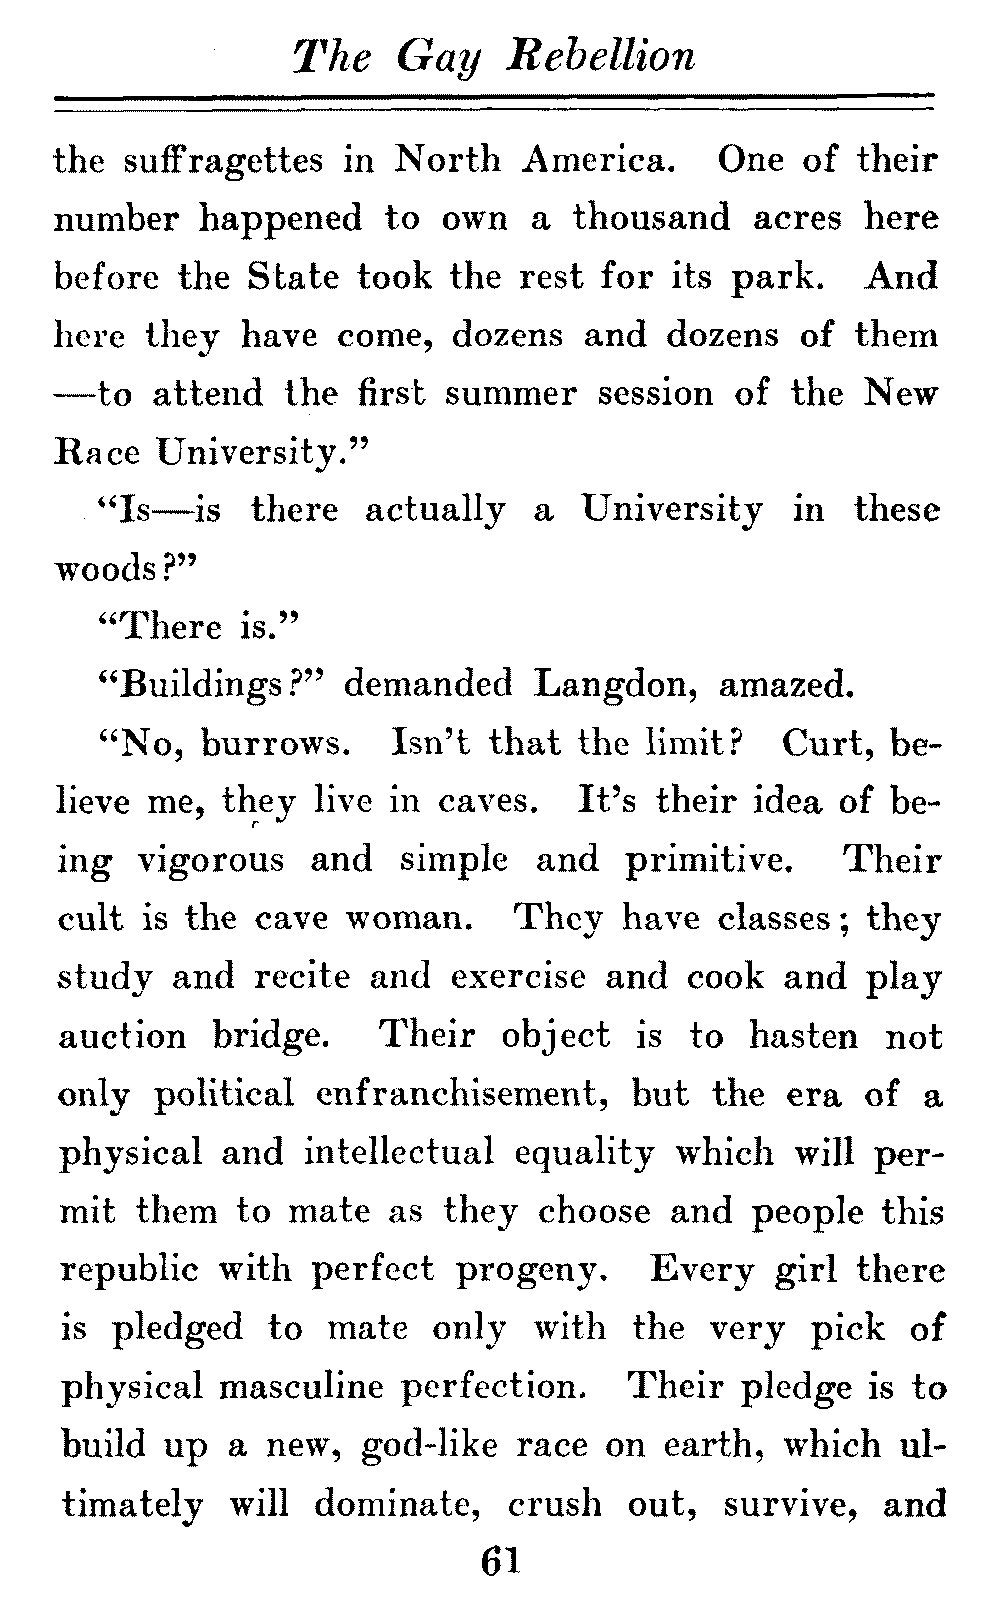 The Gay Rebellion
the suffragettes in North America. One of their
number happened to own a thousand acres here
before the State took the rest for its park. And
here they have come, dozens and dozens of them
—to attend the first summer session of the New
Race University.”
“Is—is there actually a University in these
woods?”
“There is.”
“Buildings?” demanded Langdon, amazed.
“No, burrows. Isn’t that the limit? Curt, be-
lieve me, they live in caves. It’s their idea of be-
ing vigorous and simple and primitive. Their
cult is the cave woman. They have classes; they
study and recite and exercise and cook and play
auction bridge. Their object is to hasten not
only political enfranchisement, but the era of a
physical and intellectual equality which will per-
mit them to mate as they choose and people this
republic with perfect progeny. Every girl there
is pledged to mate only with the very pick of
physical masculine perfection. Their pledge is to
build up a new, god-like race on earth, which ul-
timately will dominate, crush out, survive, and
61